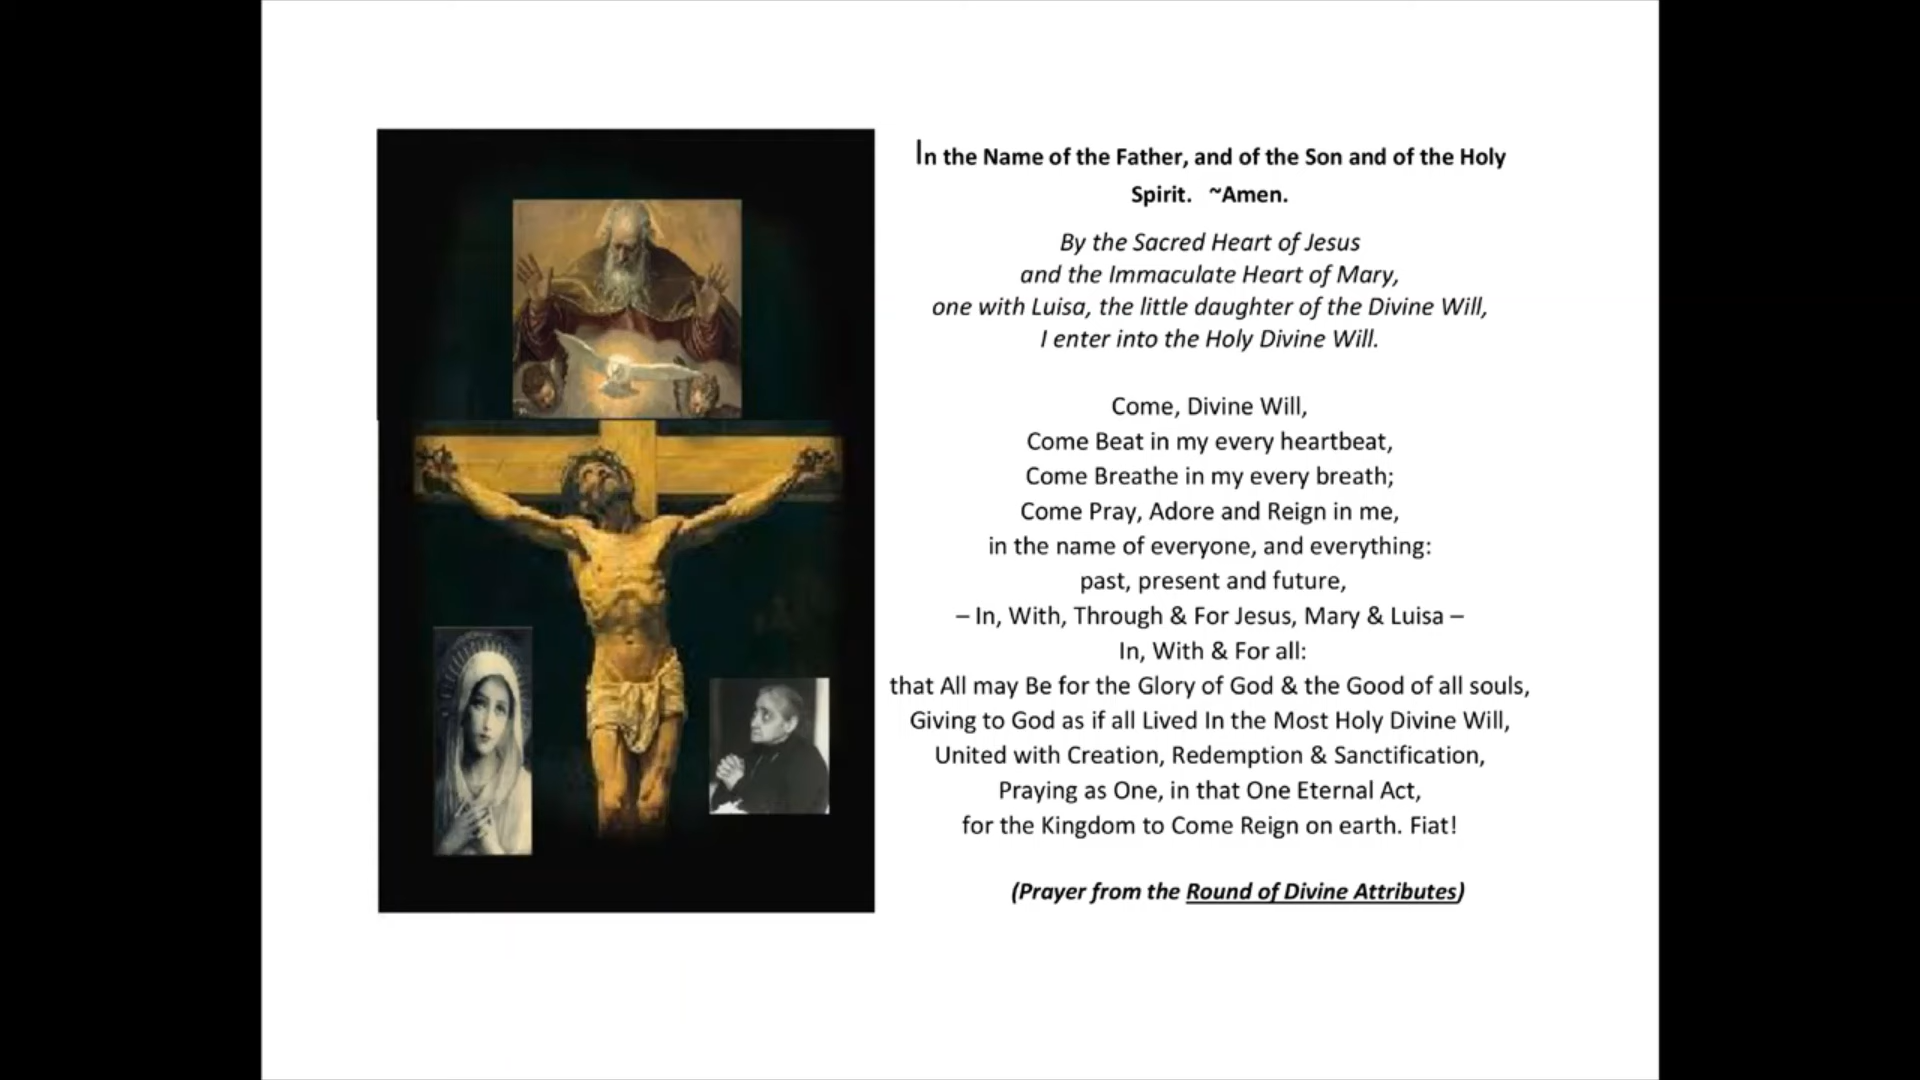 In the Name of the Father, and of the Son and of the Holy
Spirit.   ~Amen.
By the Sacred Heart of Jesus
and the Immaculate Heart of Mary,
one with Luisa, the little daughter of the Divine Will,
I enter into the Holy Divine Will.
Come, Divine Will,
Come Beat in my every heartbeat,
Come Breathe in my every breath;
Come Pray, Adore and Reign in me,
in the name of everyone, and everything:
past, present and future,
– In, With, Through & For Jesus, Mary & Luisa –
In, With & For all:
that All may Be for the Glory of God & the Good of all souls,
Giving to God as if all Lived In the Most Holy Divine Will,
United with Creation, Redemption & Sanctification,
Praying as One, in that One Eternal Act,
for the Kingdom to Come Reign on earth. Fiat!
(Prayer from the Round of Divine Attributes)